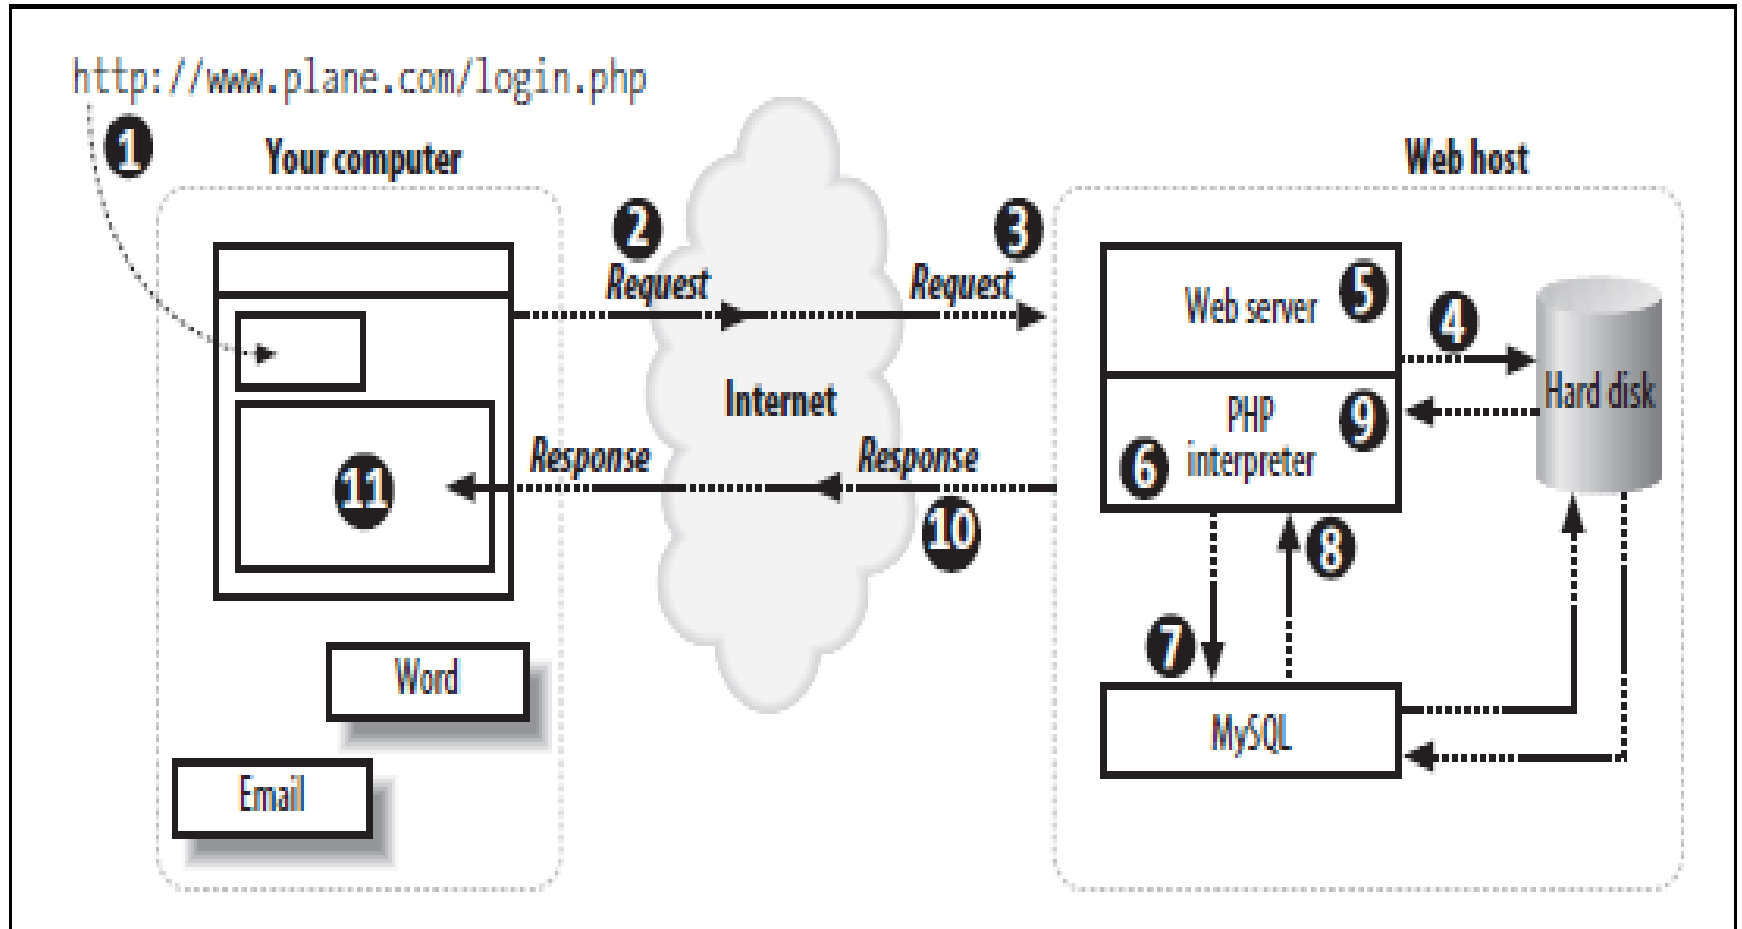 http://www.plane.com/login.php
1
Your computer
Web host
2
3
Request
Request
Web server
5
4
Internet
Hard disk
PHP
interpreter
9
6
Response
Response
11
10
8
7
Word
MySQL
Email